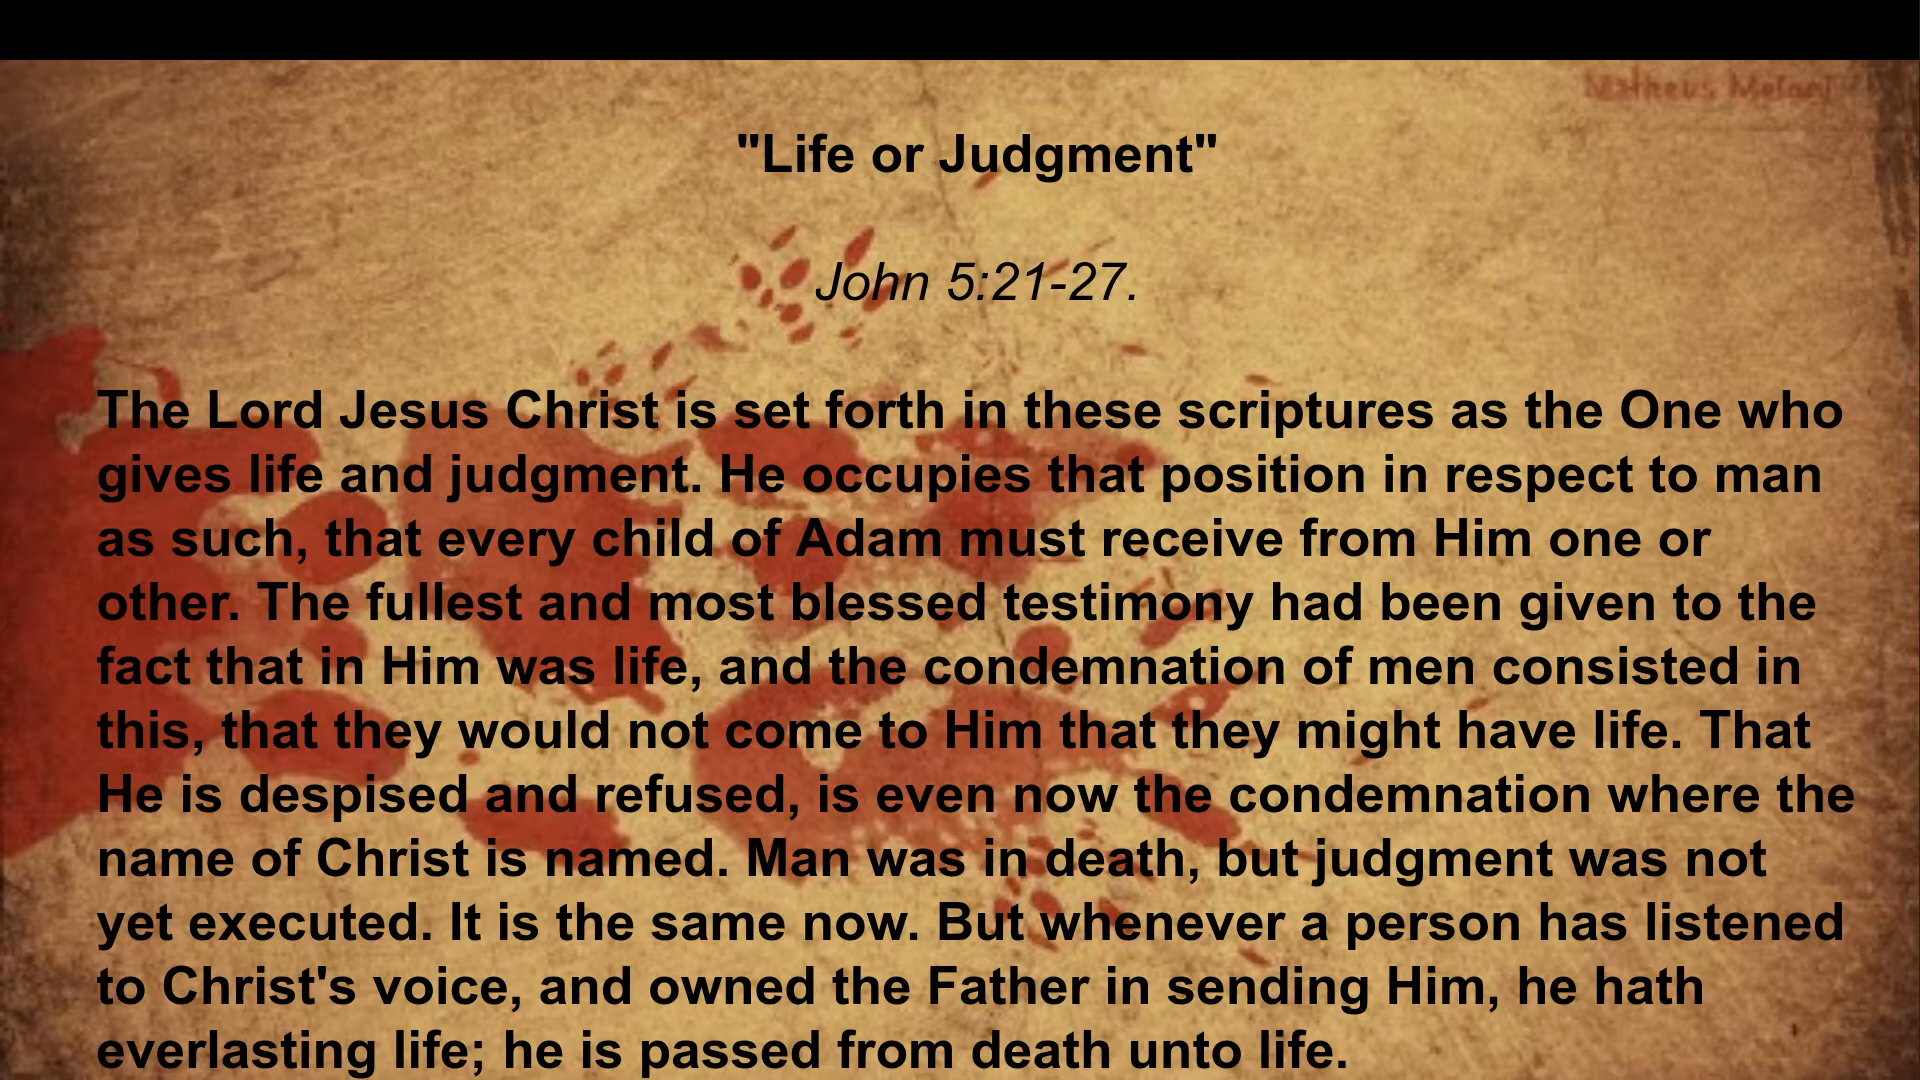 "Life or Judgment"
John 5:21-27.
The Lord Jesus Christ is set forth in these scriptures as the One who
gives life and judgment. He occupies that position in respect to man
as such, that every child of Adam must receive from Him one or
other. The fullest and most blessed testimony had been given to the
fact that in Him was life, and the condemnation of men consisted in
this, that they would not come to Him that they might have life. That
He is despised and refused, is even now the condemnation where the
name of Christ is named. Man was in death, but judgment was not
yet executed. It is the same now. But whenever a person has listened
to Christ's voice, and owned the Father in sending Him, he hath
everlasting life; he is passed from death unto life.